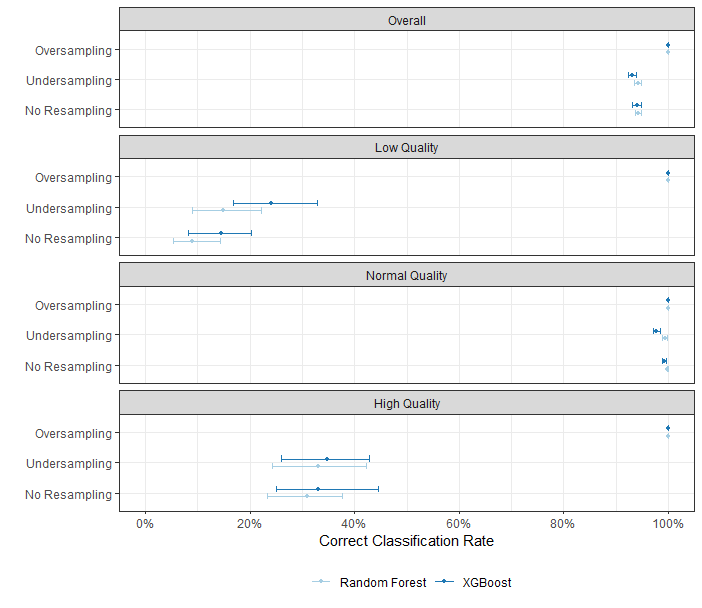 Overall
Oversampling
Undersampling
No Resampling
Low Quality
Oversampling
Undersampling
No Resampling
Normal Quality
Oversampling
Undersampling
No Resampling
High Quality
Oversampling
Undersampling
No Resampling
0% 20% 40% 60% 80% 100%
Correct Classification Rate
Random Forest XGBoost